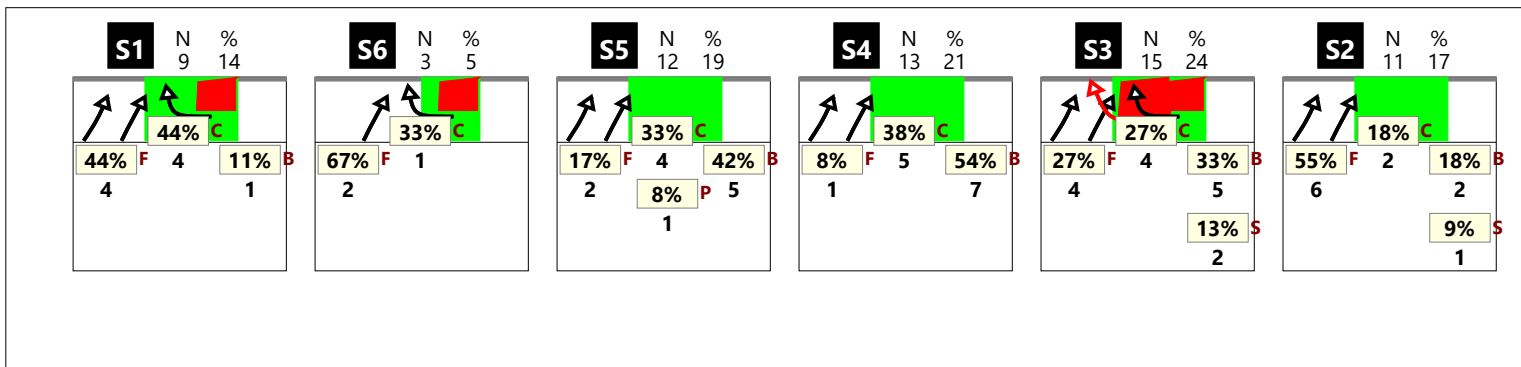 S1 N % S6 N % S5 N % S4 N % S3 N % S2 N %
9 14 3 5 12 19 13 21 15 24 11 17
44% C 33% C 33% C 38% C 27% C 18% C
44% F 4 11% B 67% F 1 17% F 4 42% B 8% F 5 54% B 27% F 4 33% B 55% F 2 18% B
4 1 2 2 8% P 5 1 7 4 5 6 2
1 13% S 9% S
2 1